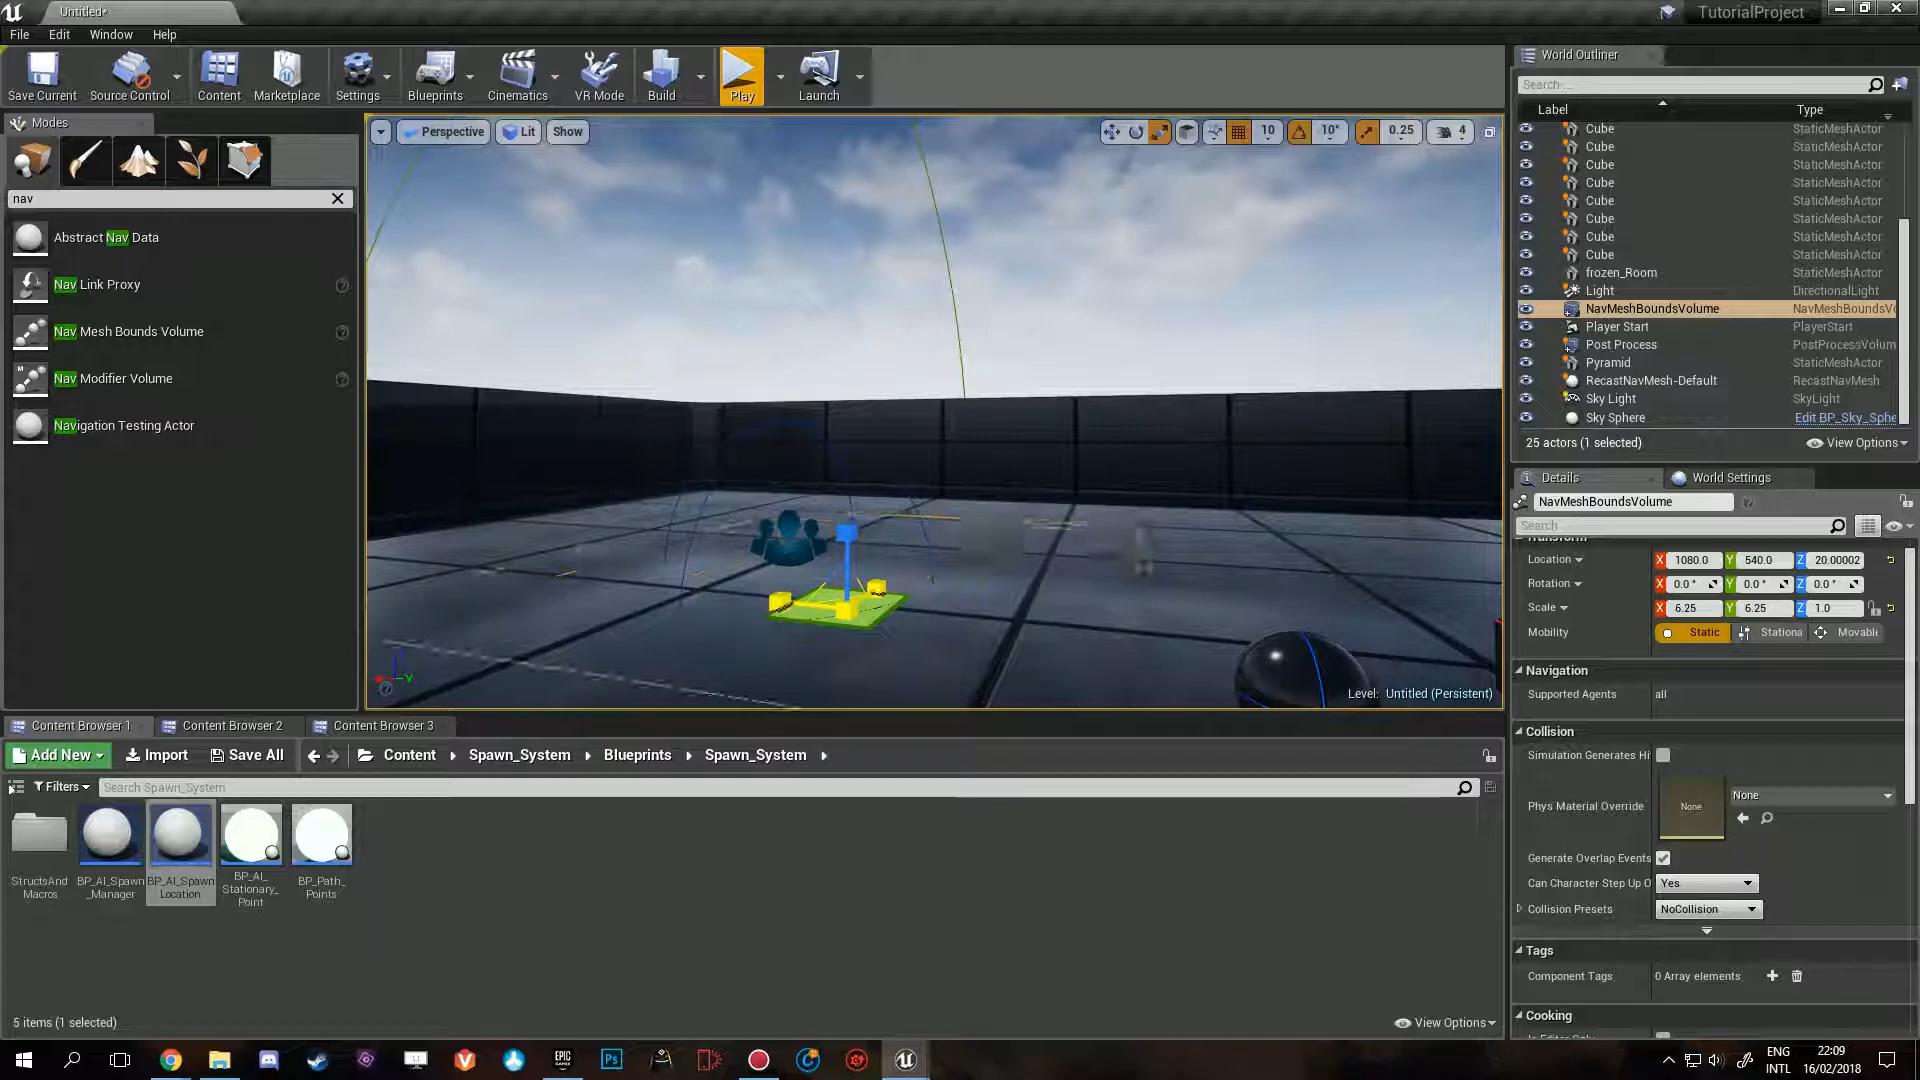 Untitled*
TutorialProject
File Edit Window Help
Save Current
Source Control
Content
Marketplace
Settings
Blueprints
Cinematics
VR Mode
Build
Play
Launch
Modes
nav
Abstract Nav Data
Nav Link Proxy
Nav Mesh Bounds Volume
Nav Modifier Volume
Navigation Testing Actor
Perspective Lit Show
10 10° 0.25 4
Level: Untitled (Persistent)
World Outliner
Search...
Label Type
Cube StaticMeshActor
Cube StaticMeshActor
Cube StaticMeshActor
Cube StaticMeshActor
Cube StaticMeshActor
Cube StaticMeshActor
Cube StaticMeshActor
Cube StaticMeshActor
frozen_Room StaticMeshActor
Light DirectionalLight
NavMeshBoundsVolume NavMeshBoundsVo
Player Start PlayerStart
Post Process PostProcessVolum
Pyramid StaticMeshActor
RecastNavMesh-Default RecastNavMesh
Sky Light SkyLight
Sky Sphere Edit BP_Sky_Sphe
25 actors (1 selected) View Options
Details World Settings
NavMeshBoundsVolume
Search
Transform
Location X 1080.0 Y 540.0 Z 20.00002
Rotation X 0.0 ° Y 0.0 ° Z 0.0 °
Scale X 6.25 Y 6.25 Z 1.0
Mobility Static Stationa Movable
Navigation
Supported Agents all
Collision
Simulation Generates Hi
Phys Material Override None None
Generate Overlap Events
Can Character Step Up O Yes
Collision Presets NoCollision
Tags
Component Tags 0 Array elements
Cooking
Content Browser 1 Content Browser 2 Content Browser 3
Add New Import Save All Content Spawn_System Blueprints Spawn_System
Filters Search Spawn_System
StructsAnd
Macros
BP_AI_Spawn
_Manager
BP_AI_Spawn
Location
BP_AI_
Stationary_
Point
BP_Path_
Points
5 items (1 selected) View Options
ENG
INTL
22:09
16/02/2018